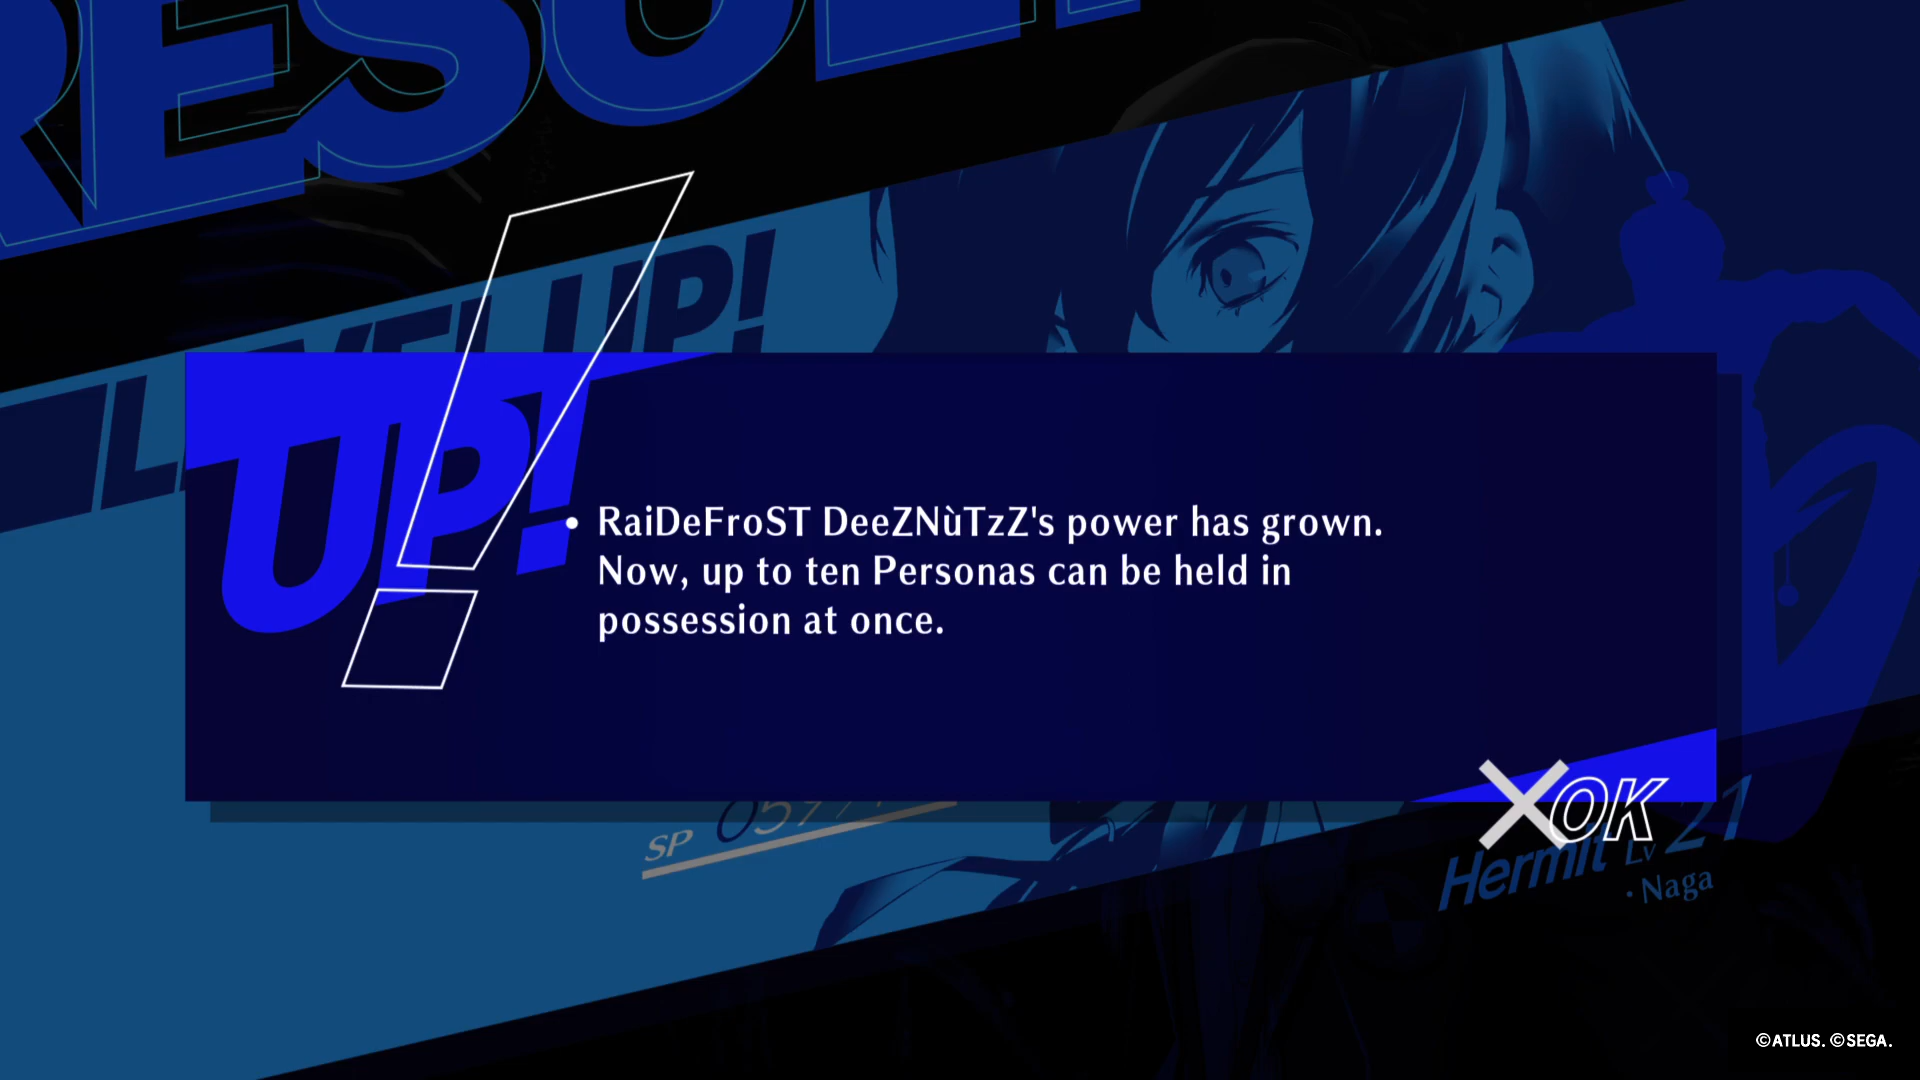 RESULT
LEVEL UP!
UP!
• RaiDeFroST DeeZNùTzZ's power has grown.
Now, up to ten Personas can be held in
possession at once.
OK
SP
Hermit Lv 21
• Naga
©ATLUS. ©SEGA.